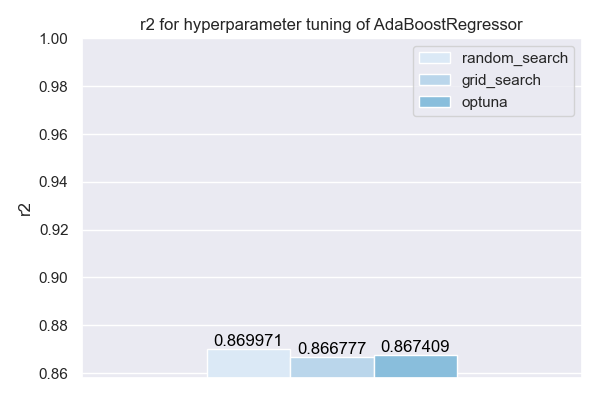 r2 for hyperparameter tuning of AdaBoostRegressor
1.00
random_search
grid_search
optuna
0.98
0.96
0.94
r2
0.92
0.90
0.88
0.869971
0.866777
0.867409
0.86